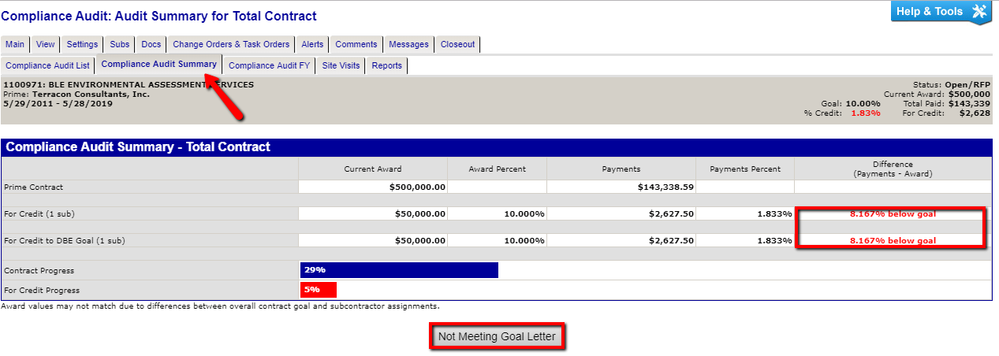 Compliance Audit: Audit Summary for Total Contract
Help & Tools
Main View Settings Subs Docs Change Orders & Task Orders Alerts Comments Messages Closeout
Compliance Audit List Compliance Audit Summary Compliance Audit FY Site Visits Reports
1100971: BLE ENVIRONMENTAL ASSESSMENT SERVICES
Prime: Terracon Consultants, Inc.
5/29/2011 - 5/28/2019
Status: Open/RFP
Current Award: $500,000
Goal: 10.00% Total Paid: $143,339
% Credit: 1.83% For Credit: $2,628
Compliance Audit Summary - Total Contract
Current Award Award Percent Payments Payments Percent Difference
(Payments - Award)
Prime Contract $500,000.00 $143,338.59
For Credit (1 sub) $50,000.00 10.000% $2,627.50 1.833% 8.167% below goal
For Credit to DBE Goal (1 sub) $50,000.00 10.000% $2,627.50 1.833% 8.167% below goal
Contract Progress 29%
For Credit Progress 5%
Award values may not match due to differences between overall contract goal and subcontractor assignments.
Not Meeting Goal Letter